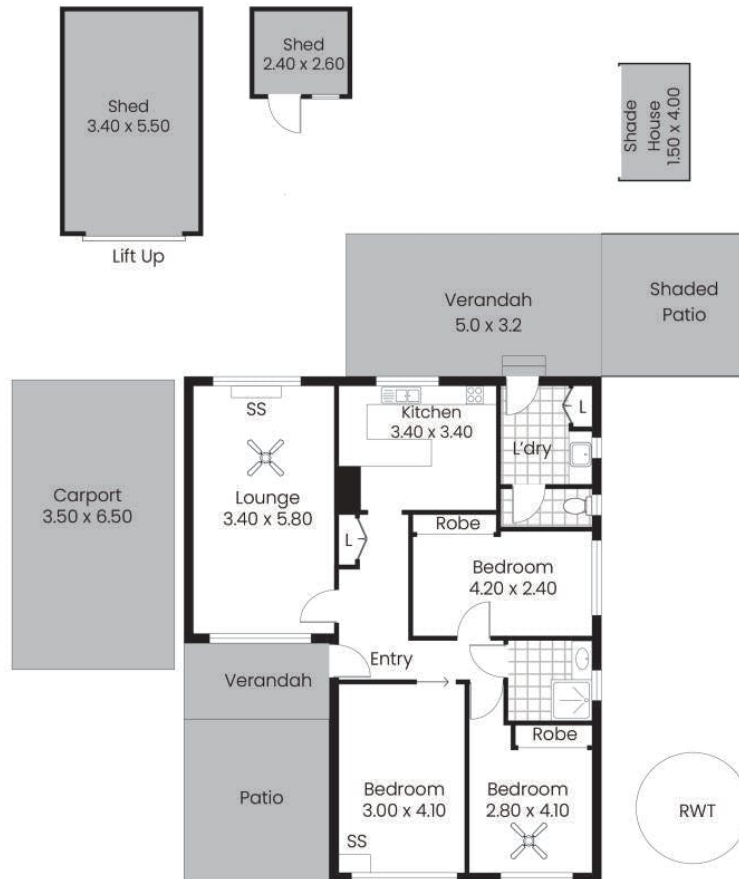 Shed
3.40 x 5.50
Shed
2.40 x 2.60
Shade
House
1.50 x 4.00
Lift Up
Verandah
5.0 x 3.2
Shaded
Patio
SS
Kitchen
3.40 x 3.40
L
L'dry
Carport
3.50 x 6.50
Lounge
3.40 x 5.80
L
Robe
Bedroom
4.20 x 2.40
Entry
Verandah
Robe
Patio
Bedroom
3.00 x 4.10
Bedroom
2.80 x 4.10
SS
RWT